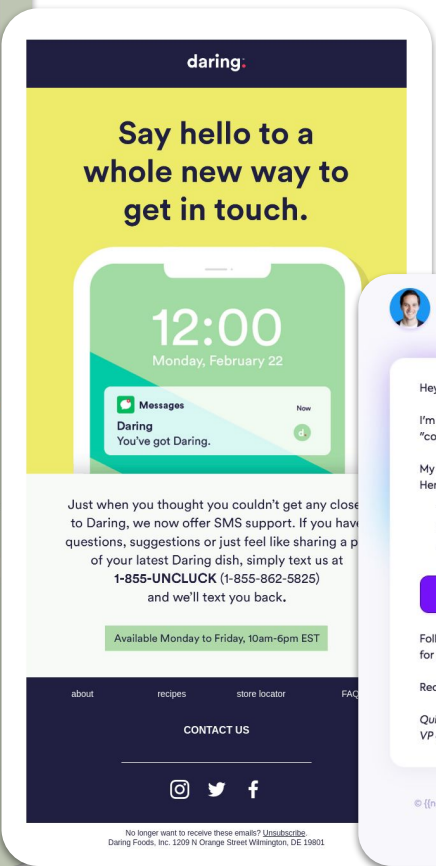 daring:
Say hello to a
whole new way to
get in touch.
12:00
Monday, February 22
Messages
Now
Daring
You've got Daring.
d.
Just when you thought you couldn't get any close
to Daring, we now offer SMS support. If you have
questions, suggestions or just feel like sharing a p
of your latest Daring dish, simply text us at
1-855-UNCLUCK (1-855-862-5825)
and we'll text you back.
Available Monday to Friday, 10am-6pm EST
about recipes store locator FAQ
CONTACT US
No longer want to receive these emails? Unsubscribe.
Daring Foods, Inc. 1209 N Orange Street Wilmington, DE 19801
Hey
I'm
"co
My
Her
Foll
for
Rec
Qui
VP
© {{n